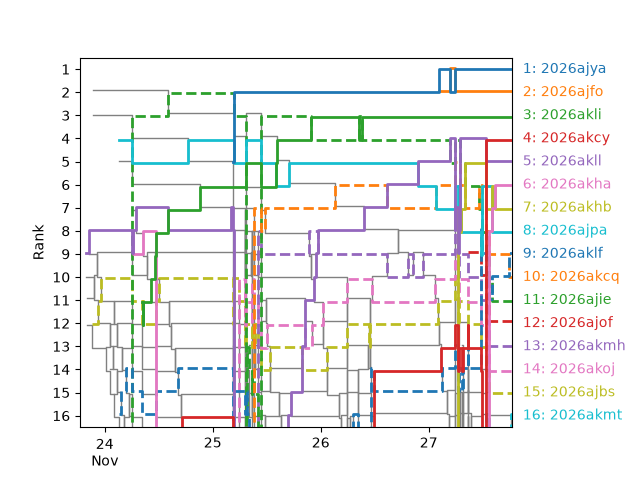 1
2
3
4
5
6
7
8
9
10
11
12
13
14
15
16
Rank
24
25
26
27
Nov
1: 2026ajya
2: 2026ajfo
3: 2026akli
4: 2026akcy
5: 2026akll
6: 2026akha
7: 2026akhb
8: 2026ajpa
9: 2026aklf
10: 2026akcq
11: 2026ajie
12: 2026ajof
13: 2026akmh
14: 2026akoj
15: 2026ajbs
16: 2026akmt